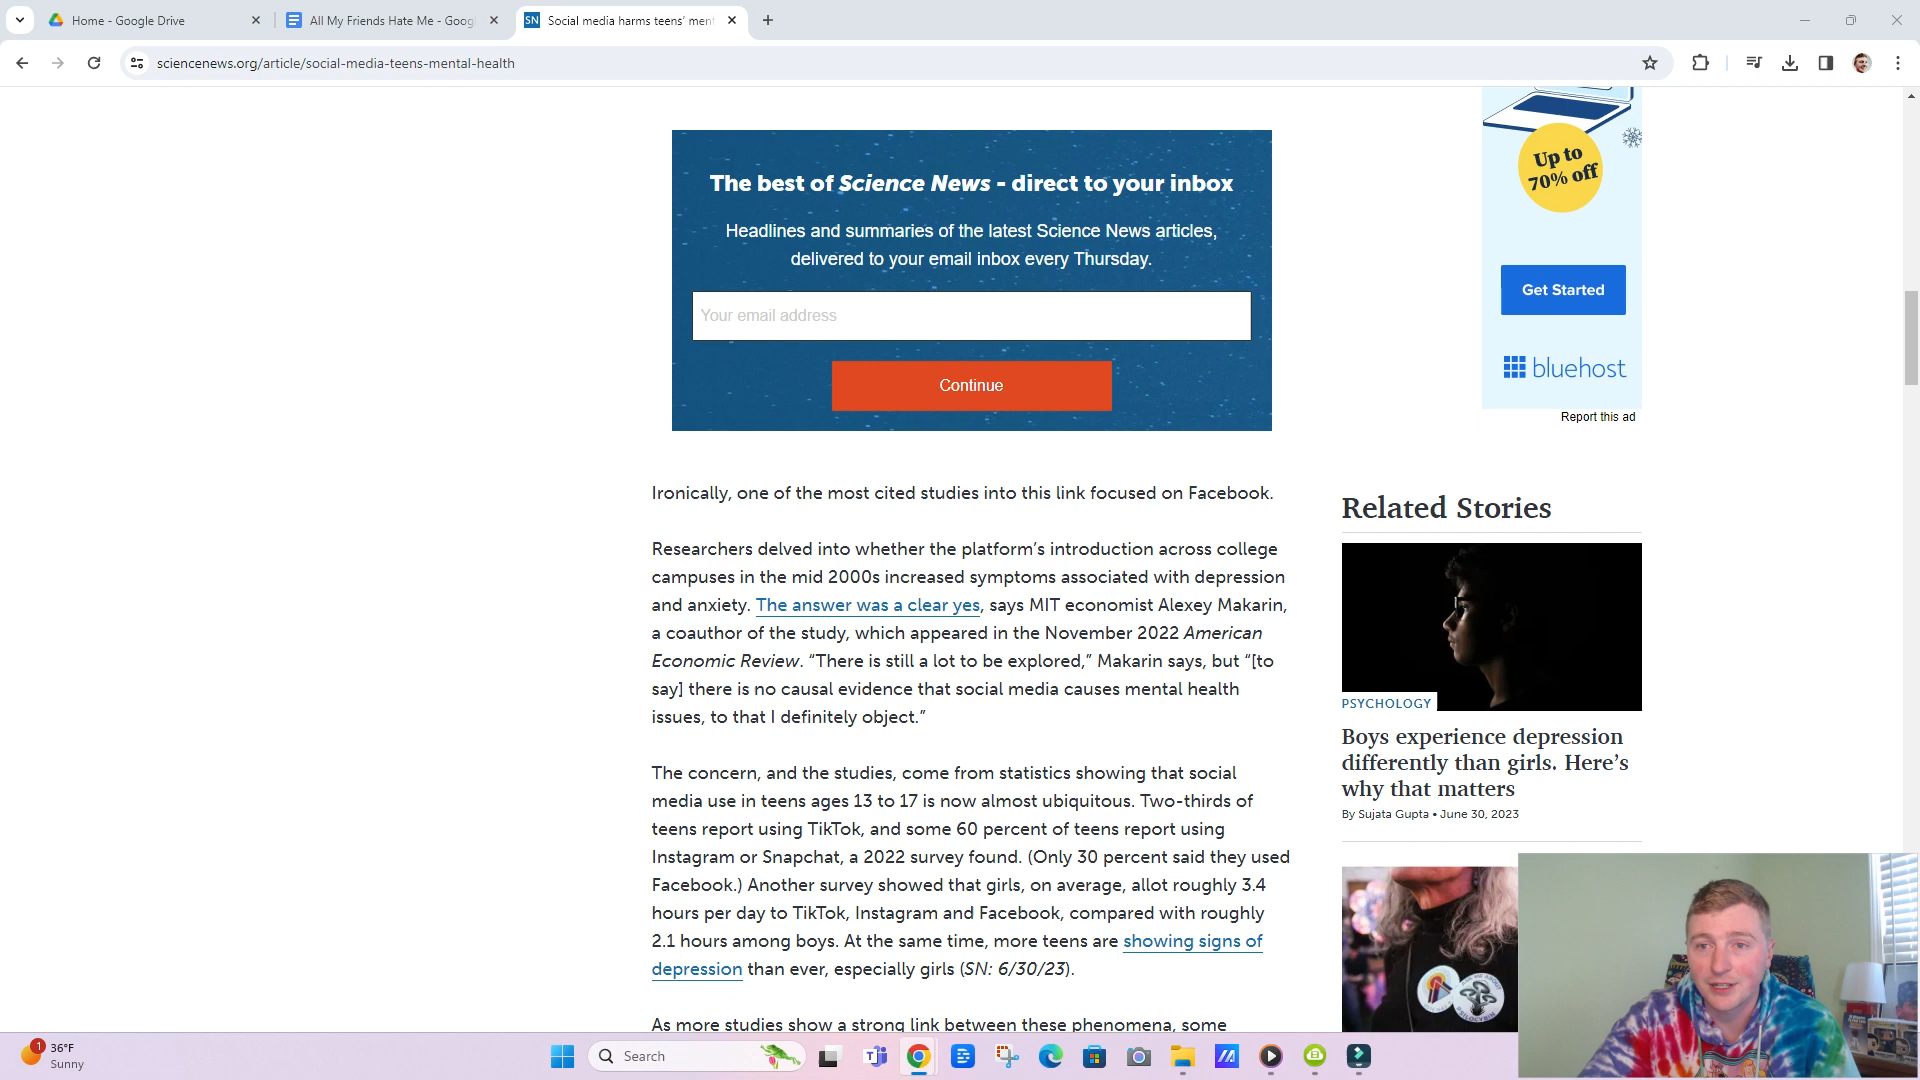 Home - Google Drive
All My Friends Hate Me - Goog
SN Social media harms teens' ment
sciencenews.org/article/social-media-teens-mental-health
The best of Science News - direct to your inbox
Headlines and summaries of the latest Science News articles,
delivered to your email inbox every Thursday.
Your email address
Continue
Up to
70% off
Get Started
bluehost
Report this ad
Ironically, one of the most cited studies into this link focused on Facebook.
Researchers delved into whether the platform’s introduction across college
campuses in the mid 2000s increased symptoms associated with depression
and anxiety. The answer was a clear yes, says MIT economist Alexey Makarin,
a coauthor of the study, which appeared in the November 2022 American
Economic Review. “There is still a lot to be explored,” Makarin says, but “[to
say] there is no causal evidence that social media causes mental health
issues, to that I definitely object.”
The concern, and the studies, come from statistics showing that social
media use in teens ages 13 to 17 is now almost ubiquitous. Two-thirds of
teens report using TikTok, and some 60 percent of teens report using
Instagram or Snapchat, a 2022 survey found. (Only 30 percent said they used
Facebook.) Another survey showed that girls, on average, allot roughly 3.4
hours per day to TikTok, Instagram and Facebook, compared with roughly
2.1 hours among boys. At the same time, more teens are showing signs of
depression than ever, especially girls (SN: 6/30/23).
As more studies show a strong link between these phenomena, some
Related Stories
PSYCHOLOGY
Boys experience depression
differently than girls. Here’s
why that matters
By Sujata Gupta • June 30, 2023
PSILOCYBIN
1
36°F
Sunny
Search